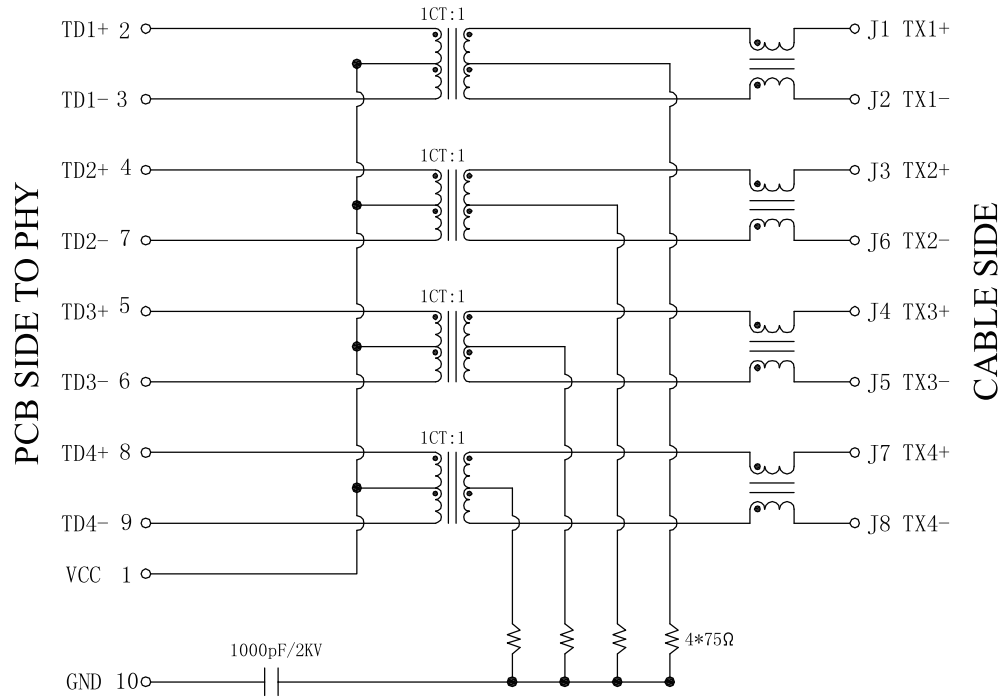 1CT:1
TD1+ 2
J1 TX1+
TD1- 3
J2 TX1-
1CT:1
TD2+ 4
J3 TX2+
TD2- 7
J6 TX2-
1CT:1
TD3+ 5
J4 TX3+
TD3- 6
J5 TX3-
1CT:1
TD4+ 8
J7 TX4+
TD4- 9
J8 TX4-
VCC 1
4*75Ω
1000pF/2KV
GND 10
PCB SIDE TO PHY
CABLE SIDE